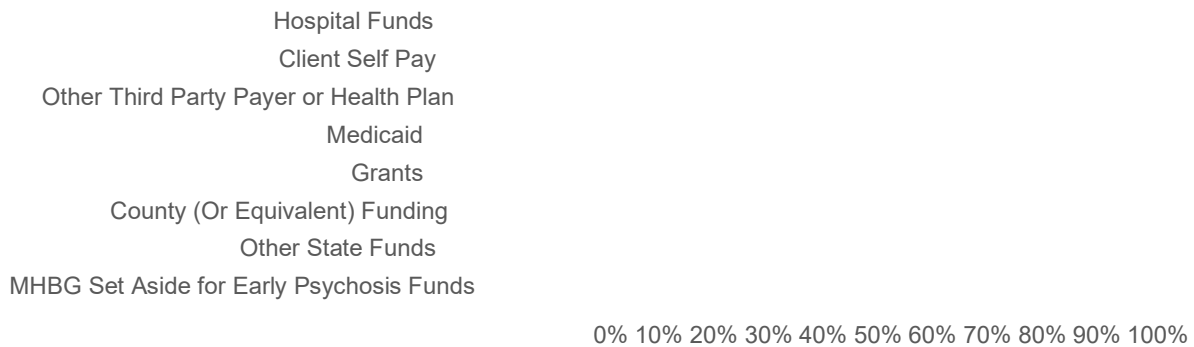 Hospital Funds
Client Self Pay
Other Third Party Payer or Health Plan
Medicaid
Grants
County (Or Equivalent) Funding
Other State Funds
MHBG Set Aside for Early Psychosis Funds
0% 10% 20% 30% 40% 50% 60% 70% 80% 90% 100%